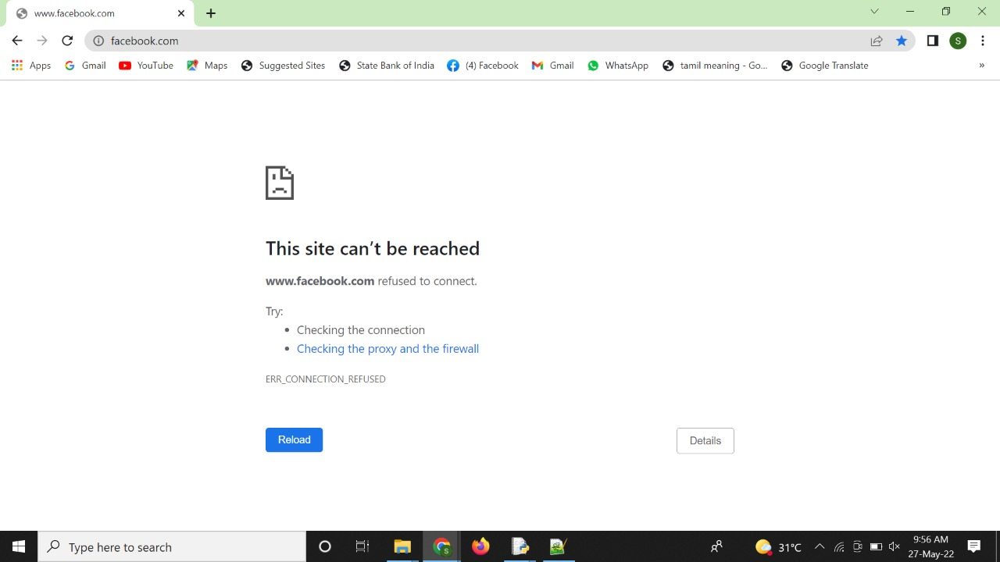 www.facebook.com
facebook.com
S
Apps Gmail YouTube Maps Suggested Sites State Bank of India (4) Facebook Gmail WhatsApp tamil meaning - Go... Google Translate »
This site can’t be reached
www.facebook.com refused to connect.
Try:
• Checking the connection
• Checking the proxy and the firewall
ERR_CONNECTION_REFUSED
Reload Details
Type here to search
S
31°C
9:56 AM
27-May-22